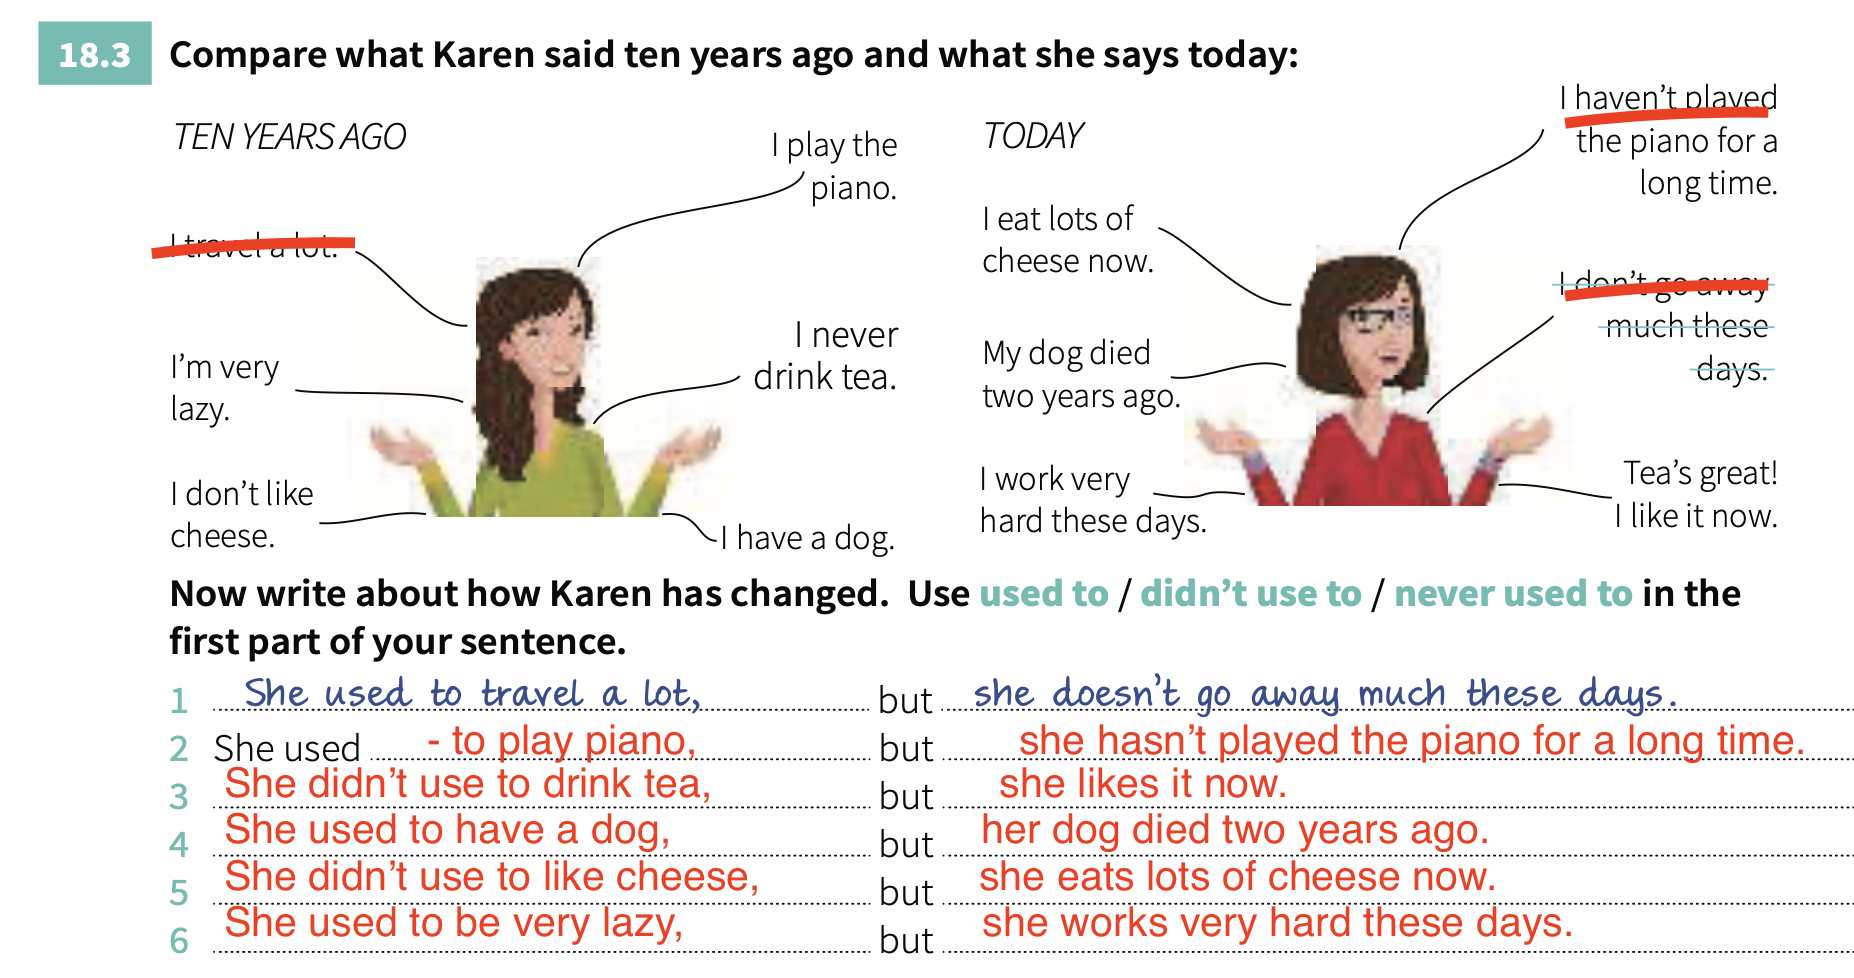 18.3 Compare what Karen said ten years ago and what she says today:
TEN YEARS AGO
I play the
piano.
I travel a lot.
I'm very
lazy.
I never
drink tea.
I don't like
cheese.
I have a dog.
TODAY
I haven't played
the piano for a
long time.
I eat lots of
cheese now.
I don't go away
much these
days.
My dog died
two years ago.
I work very
hard these days.
Tea's great!
I like it now.
Now write about how Karen has changed. Use used to / didn't use to / never used to in the
first part of your sentence.
1 She used to travel a lot, but she doesn't go away much these days.
2 She used - to play piano, but she hasn't played the piano for a long time.
3 She didn't use to drink tea, but she likes it now.
4 She used to have a dog, but her dog died two years ago.
5 She didn't use to like cheese, but she eats lots of cheese now.
6 She used to be very lazy, but she works very hard these days.